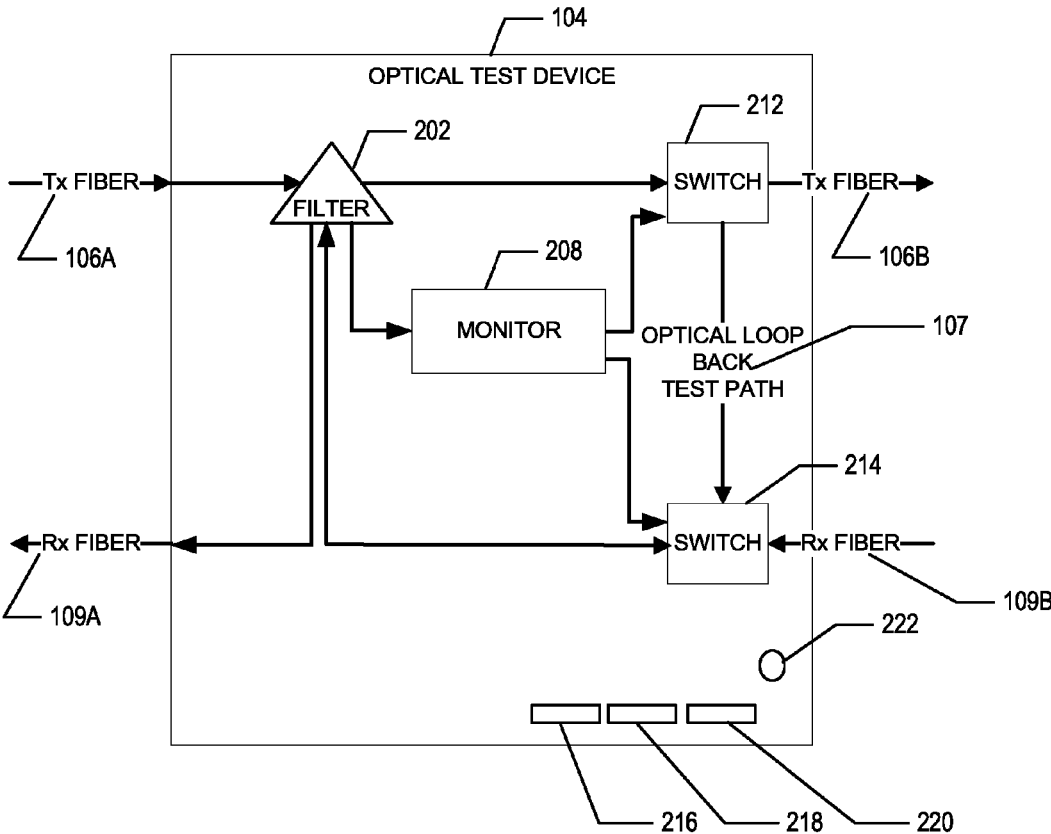 104
OPTICAL TEST DEVICE
212
202
Tx FIBER
FILTER
SWITCH
Tx FIBER
106A
208
106B
MONITOR
OPTICAL LOOP
BACK
TEST PATH
107
214
Rx FIBER
SWITCH
Rx FIBER
109A
109B
222
216
218
220